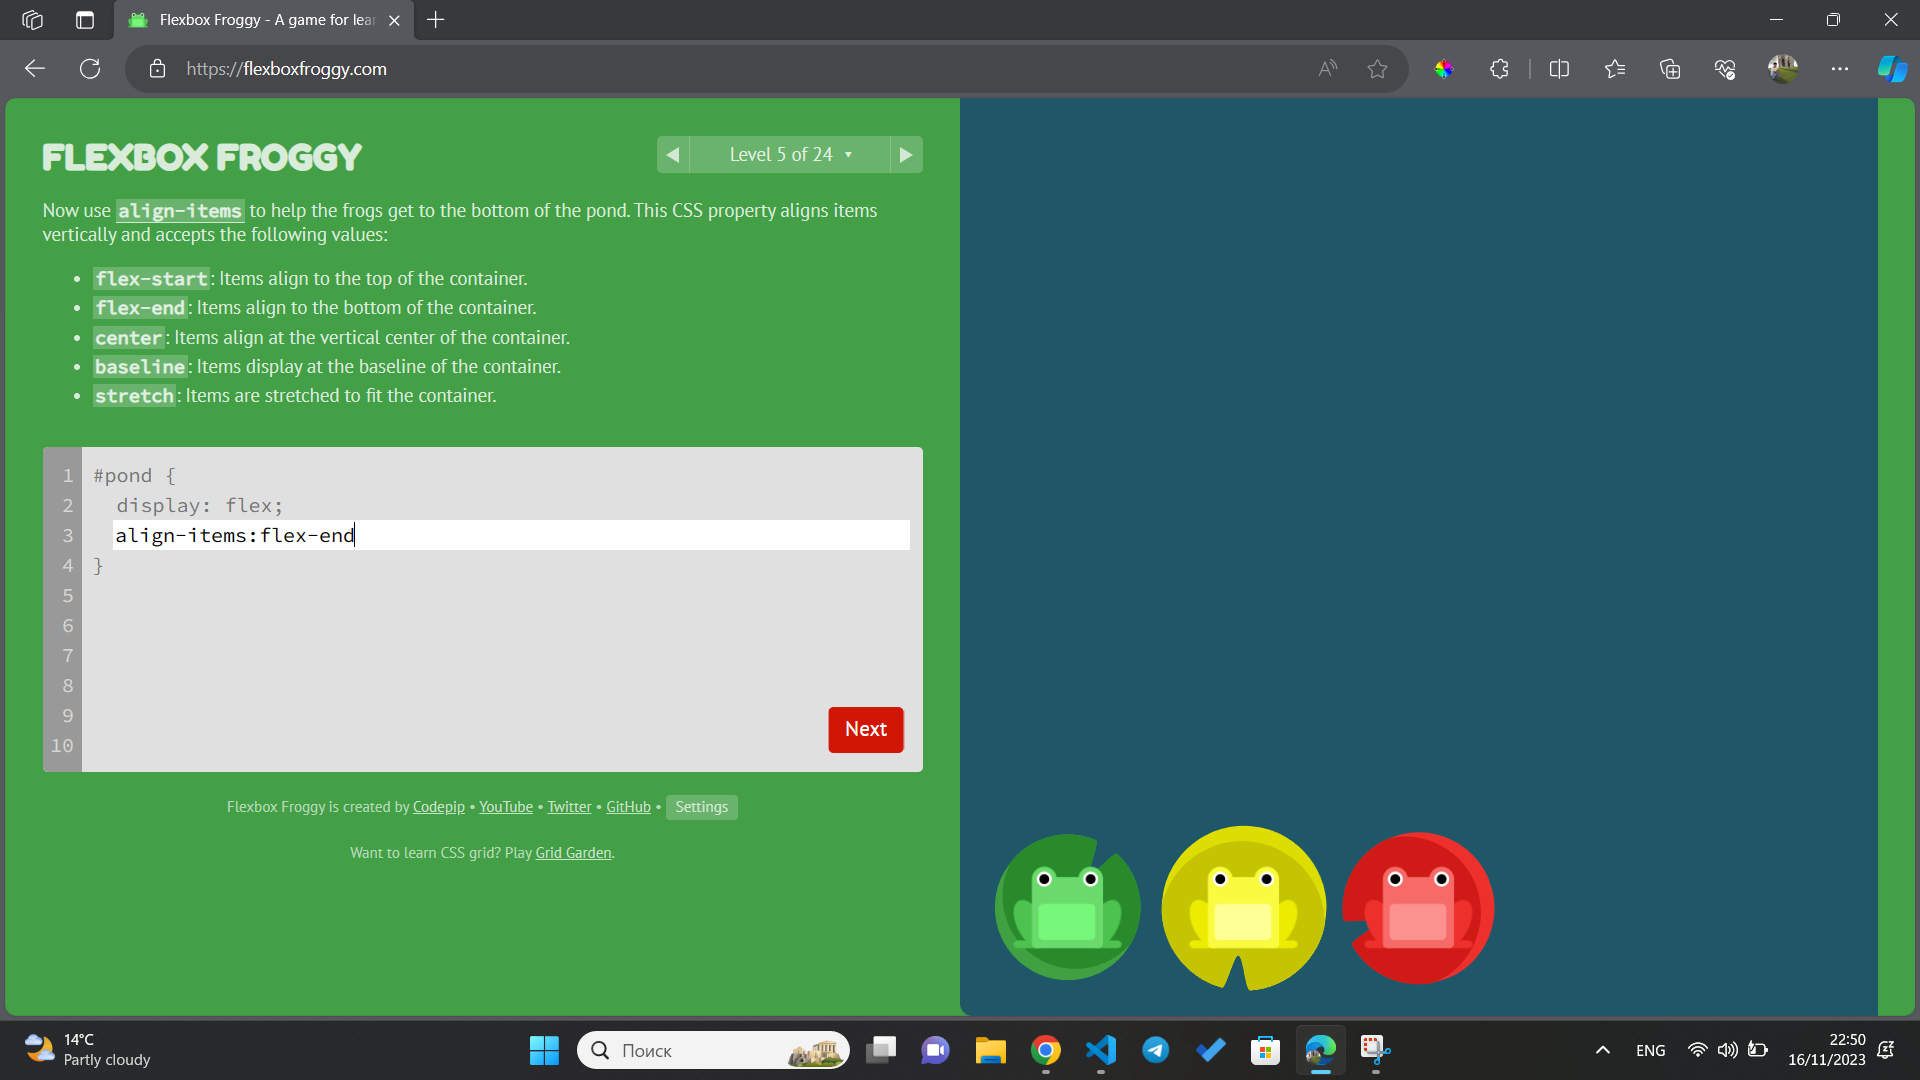 Flexbox Froggy - A game for lear
https://flexboxfroggy.com
FLEXBOX FROGGY
Level 5 of 24
Now use align-items to help the frogs get to the bottom of the pond. This CSS property aligns items
vertically and accepts the following values:
• flex-start: Items align to the top of the container.
• flex-end: Items align to the bottom of the container.
• center: Items align at the vertical center of the container.
• baseline: Items display at the baseline of the container.
• stretch: Items are stretched to fit the container.
1 #pond {
2 display: flex;
3 align-items:flex-end
4 }
5
6
7
8
9
10
Next
Flexbox Froggy is created by Codepip • YouTube • Twitter • GitHub • Settings
Want to learn CSS grid? Play Grid Garden.
14°C
Partly cloudy
Поиск
ENG
22:50
16/11/2023